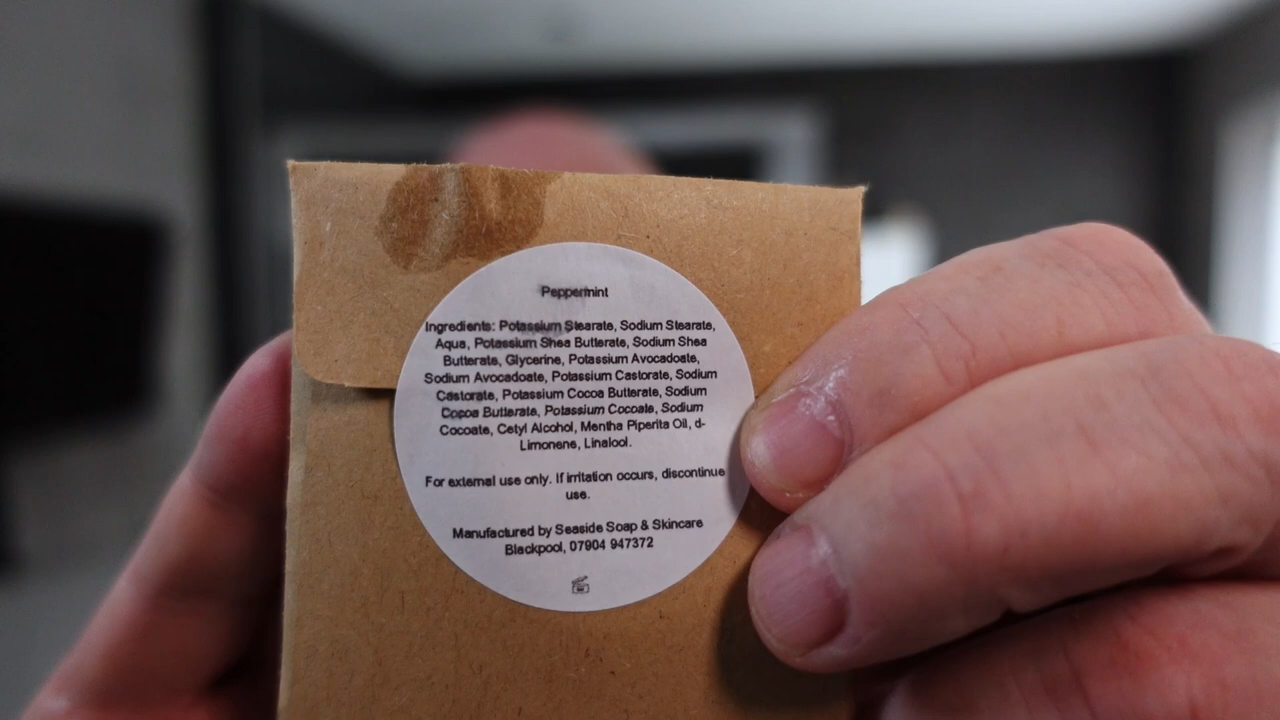 Peppermint
Ingredients: Potassium Stearate, Sodium Stearate,
Aqua, Potassium Shea Butterate, Sodium Shea
Butterate, Glycerine, Potassium Avocadoate,
Sodium Avocadoate, Potassium Castorate, Sodium
Castorate, Potassium Cocoa Butterate, Sodium
Cocoa Butterate, Potassium Cocoate, Sodium
Cocoate, Cetyl Alcohol, Mentha Piperita Oil, d-
Limonene, Linalool.
For external use only. If irritation occurs, discontinue
use.
Manufactured by Seaside Soap & Skincare
Blackpool, 07904 947372